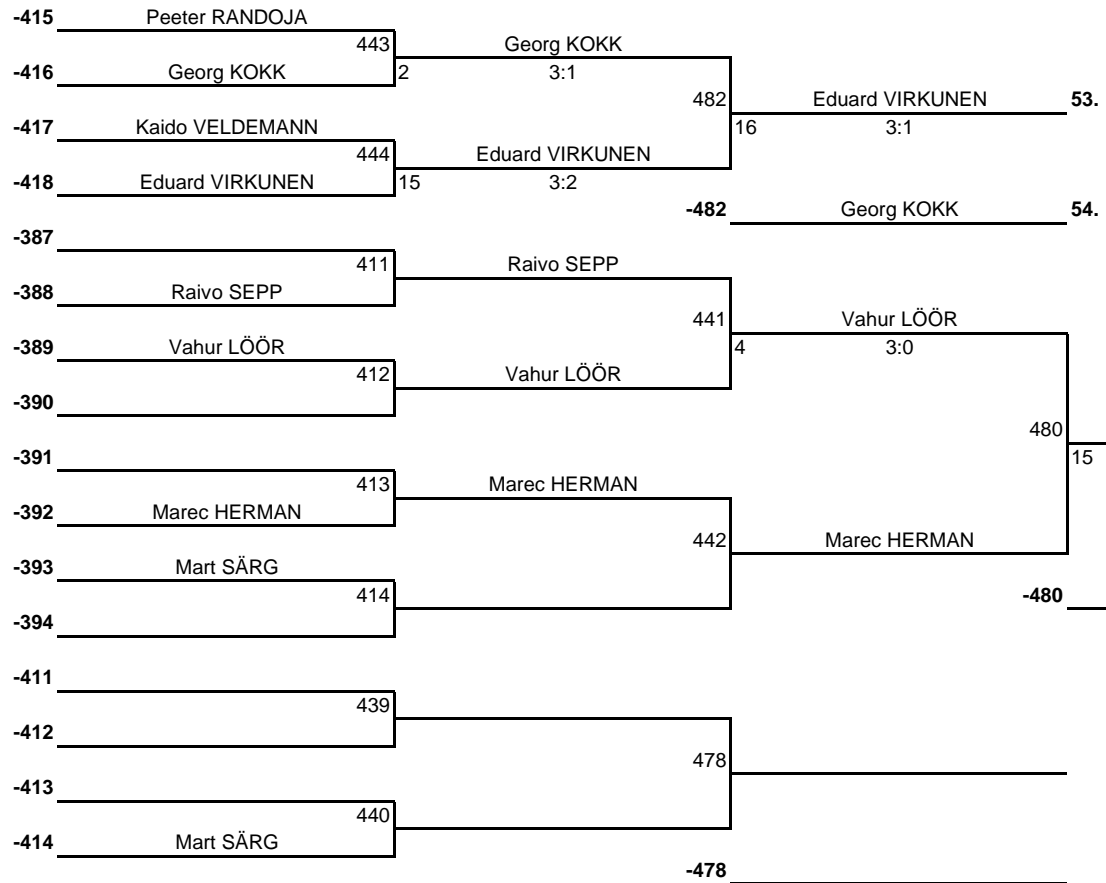 -415 Peeter RANDOJA
443 Georg KOKK
-416 Georg KOKK 2 3:1
482 Eduard VIRKUNEN 53.
-417 Kaido VELDEMANN 16 3:1
444 Eduard VIRKUNEN
-418 Eduard VIRKUNEN 15 3:2
-482 Georg KOKK 54.
-387
411 Raivo SEPP
-388 Raivo SEPP
441 Vahur LÖÖR
-389 Vahur LÖÖR 4 3:0
412 Vahur LÖÖR
-390
480
-391 15
413 Marec HERMAN
-392 Marec HERMAN
442 Marec HERMAN
-393 Mart SÄRG
414 -480
-394
-411
439
-412
478
-413
440
-414 Mart SÄRG
-478